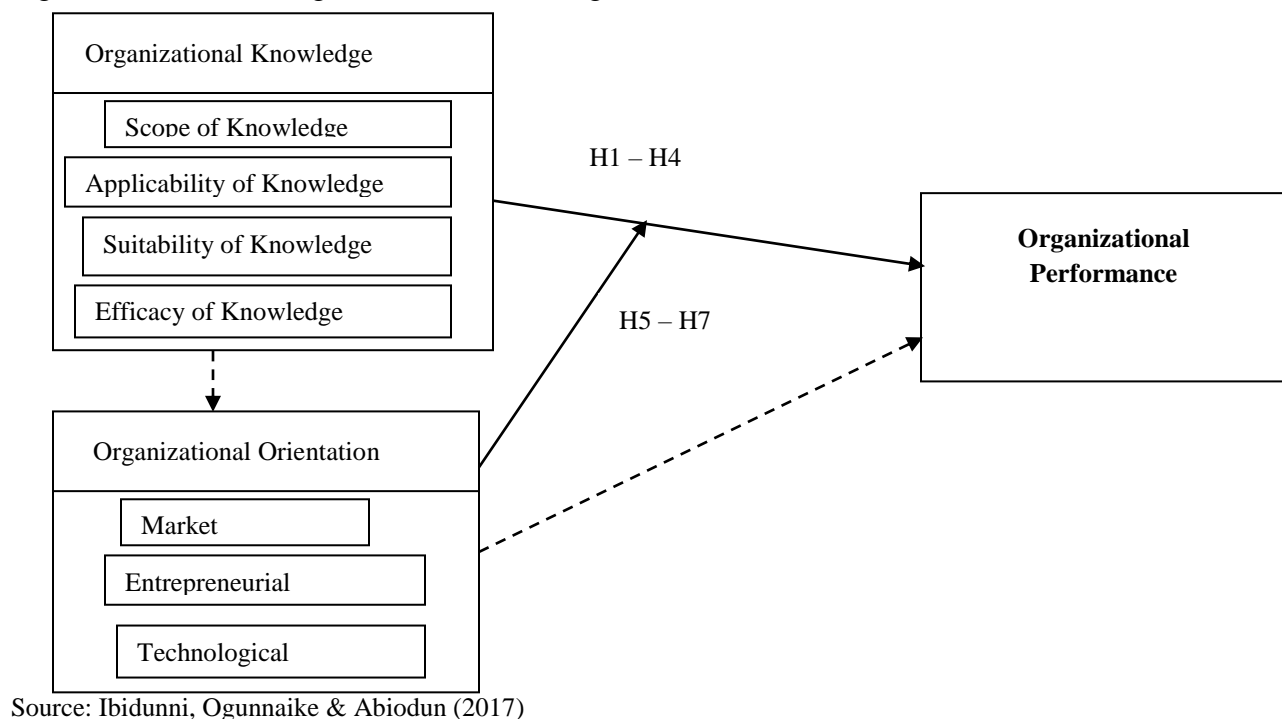 Organizational Knowledge
Scope of Knowledge
Applicability of Knowledge
Suitability of Knowledge
Efficacy of Knowledge
H1 – H4
Organizational
Performance
H5 – H7
Organizational Orientation
Market
Entrepreneurial
Technological
Source: Ibidunni, Ogunnaike & Abiodun (2017)